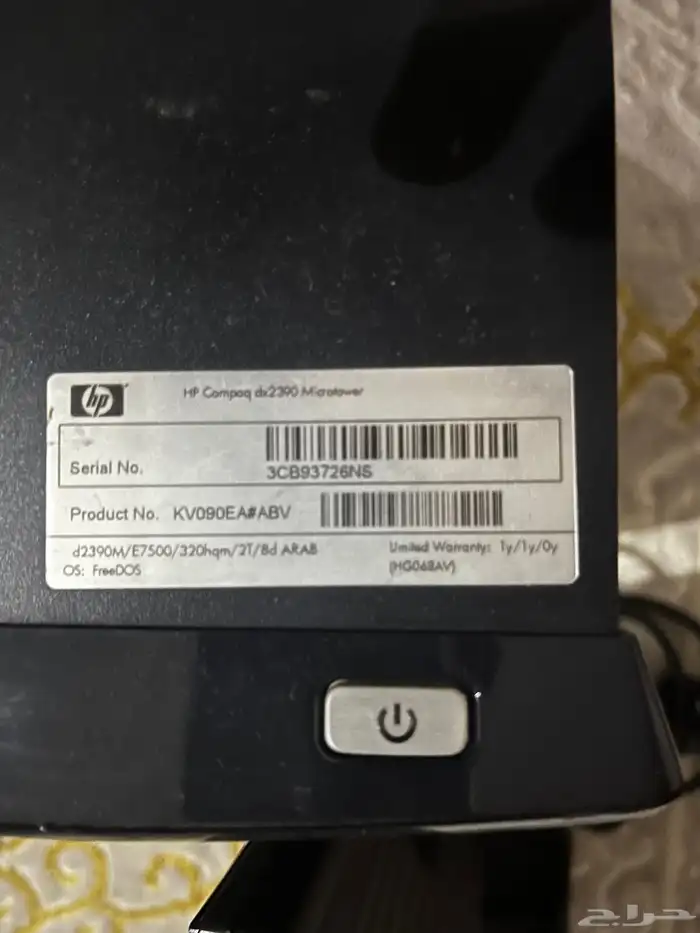 hp
HP Compaq dx2390 Microtower
Serial No.
3CB93726NS
Product No. KV090EA#ABV
d2390M/E7500/320hqm/2T/8d ARAB
Limited Warranty: 1y/1y/0y
OS: FreeDOS
(HG068AV)
حراج